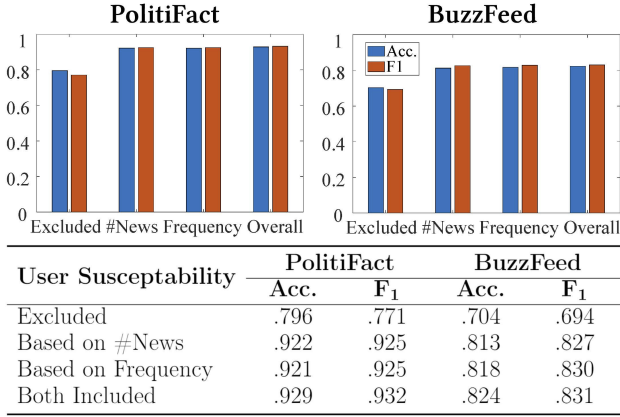 PolitiFact
BuzzFeed
1
0.8
0.6
0.4
0.2
0
Excluded #News Frequency Overall
1
0.8
0.6
0.4
0.2
0
Acc.
F1
Excluded #News Frequency Overall
User Susceptability PolitiFact BuzzFeed
Acc. F1 Acc. F1
Excluded .796 .771 .704 .694
Based on #News .922 .925 .813 .827
Based on Frequency .921 .925 .818 .830
Both Included .929 .932 .824 .831